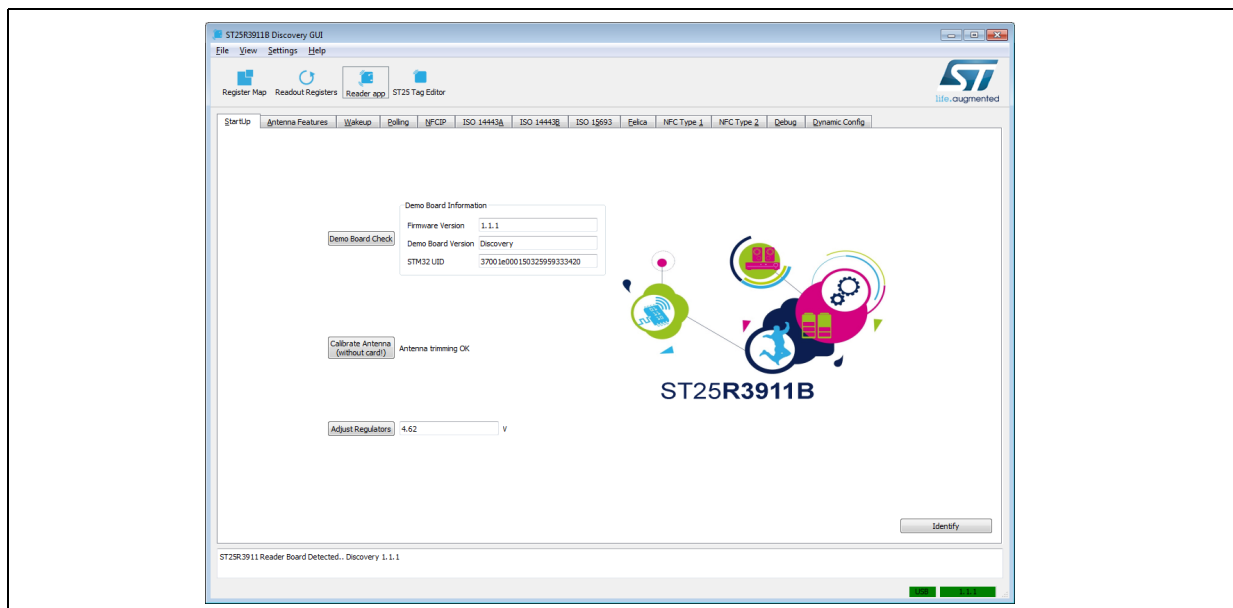 ST25R3911B Discovery GUI
File View Settings Help
Register Map Readout Registers Reader app ST25 Tag Editor
ST
life.augmented
StartUp Antenna Features Wakeup Polling NFCIP ISO 14443A ISO 14443B ISO 15693 Felica NFC Type 1 NFC Type 2 Debug Dynamic Config
Demo Board Information
Firmware Version 1.1.1
Demo Board Check
Demo Board Version Discovery
STM32 UID 37001e000150325959333420
Calibrate Antenna
(without card!)
Antenna trimming OK
ST25R3911B
Adjust Regulators 4.62 V
Identify
ST25R3911 Reader Board Detected.. Discovery 1.1.1
USB 1.1.1